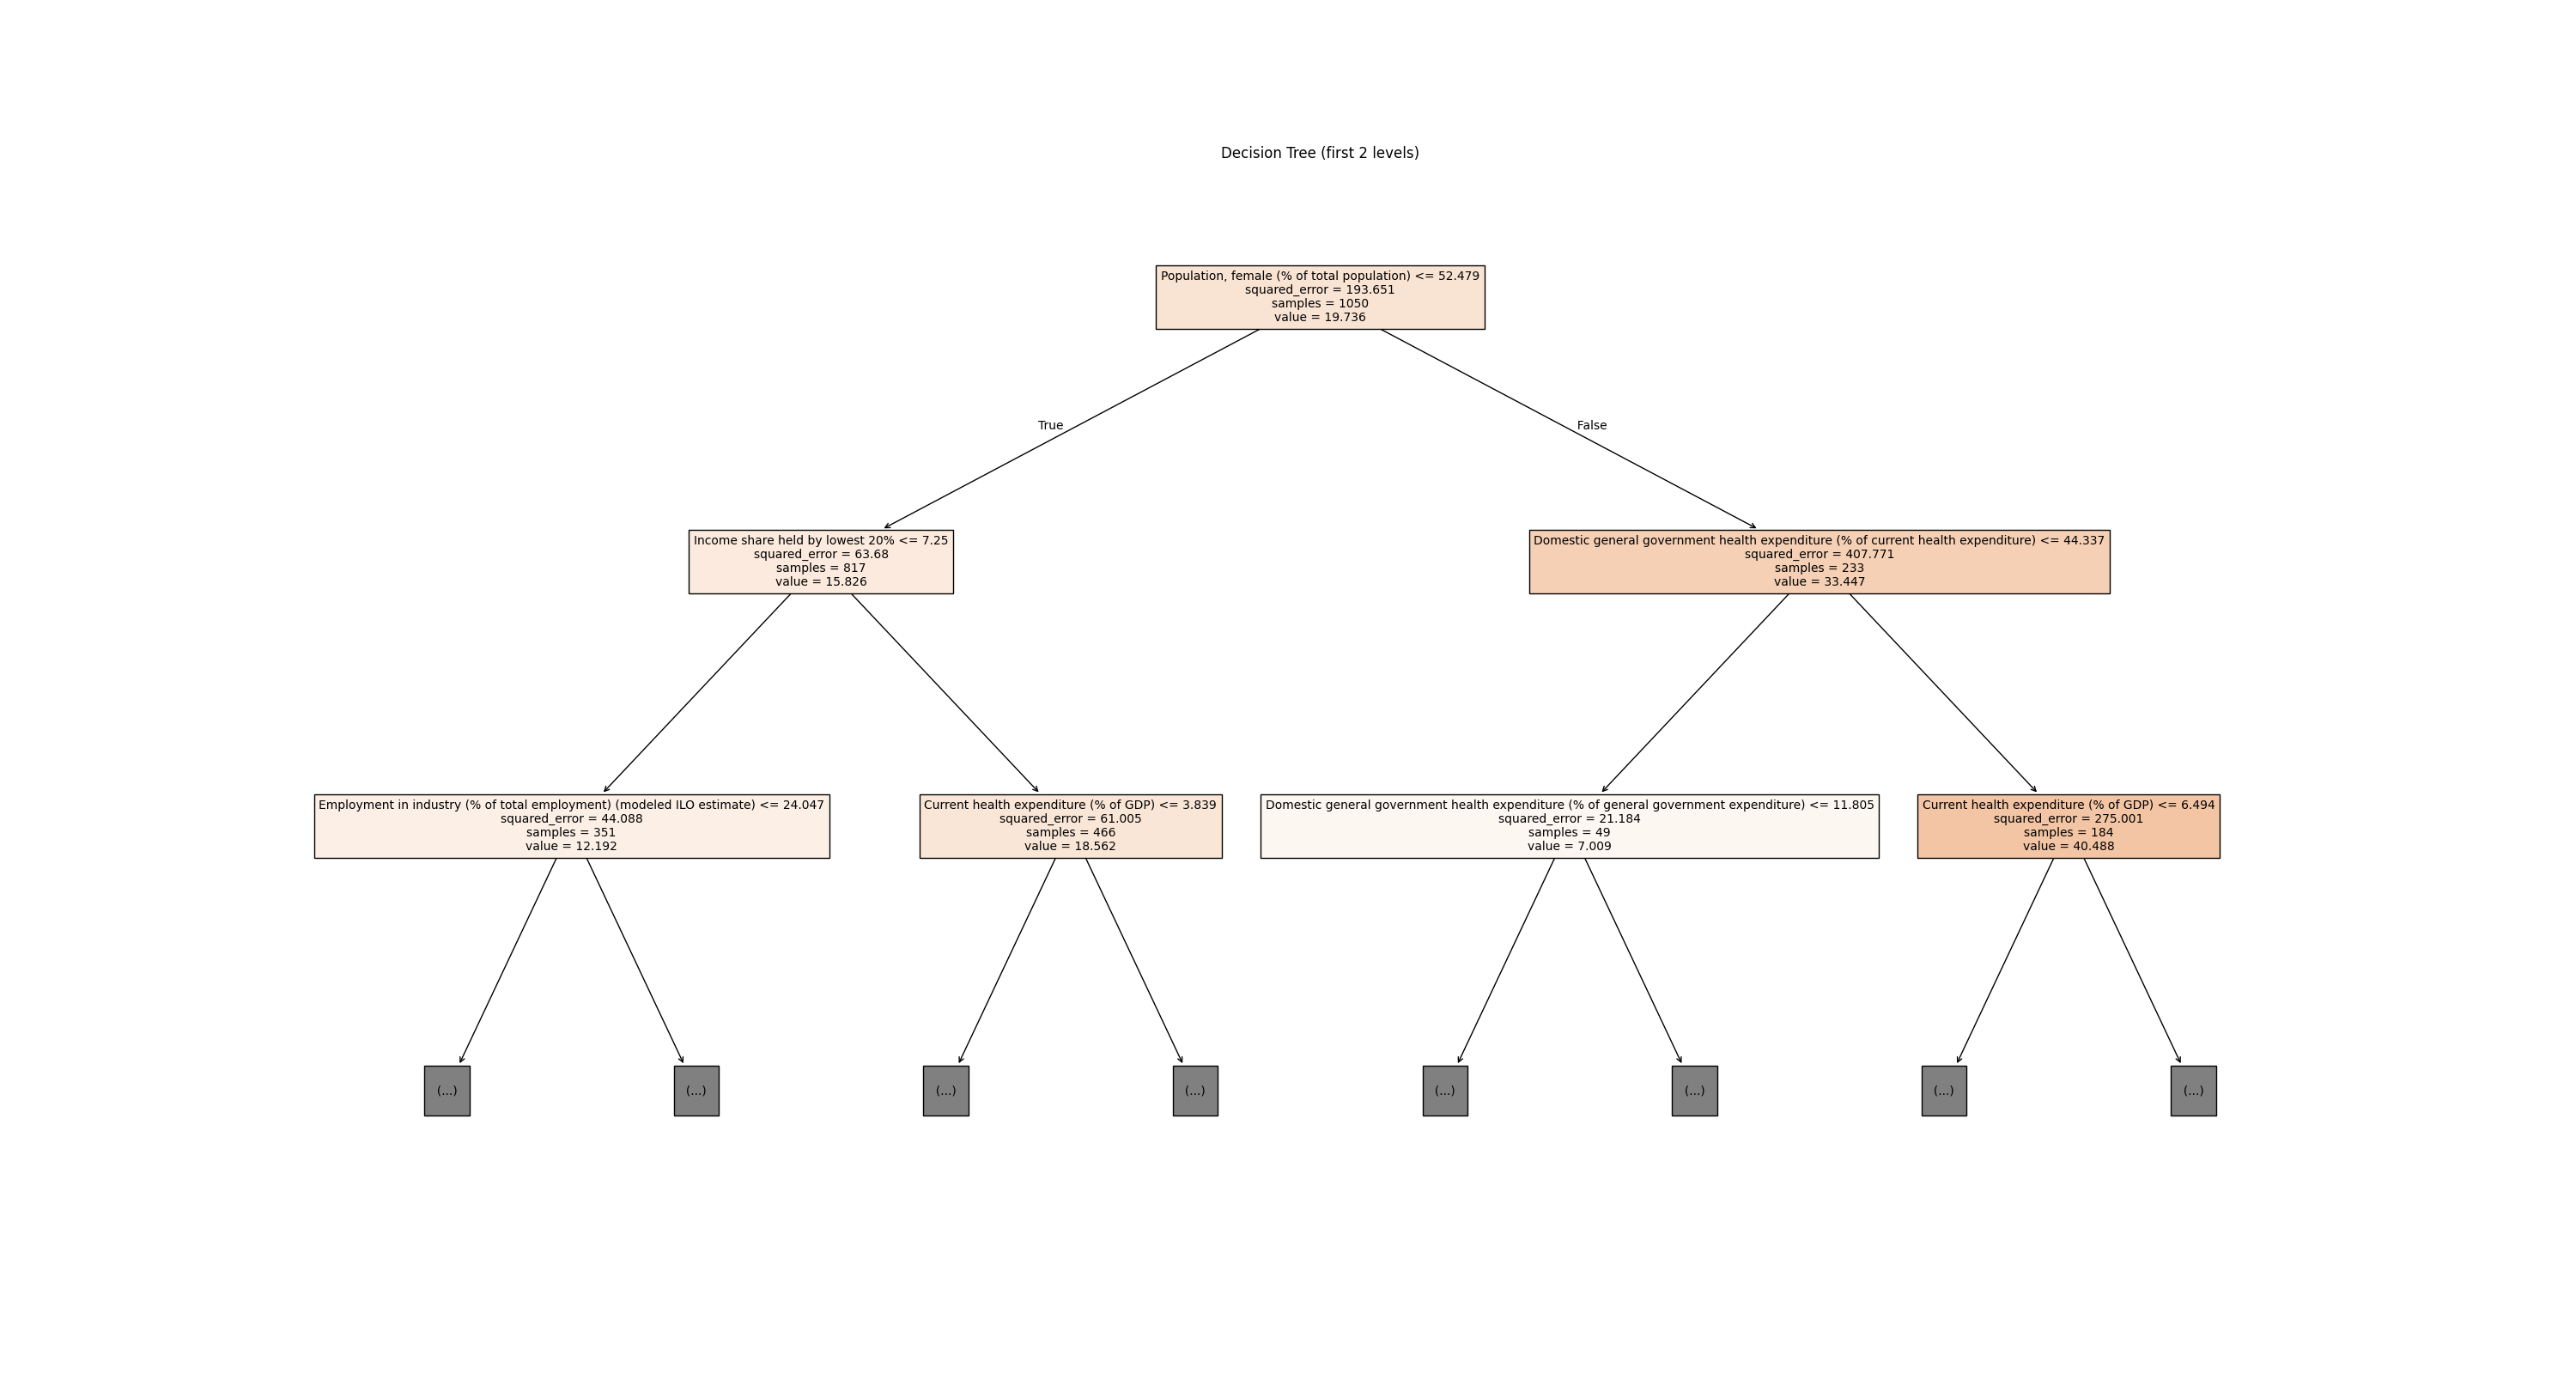 Decision Tree (first 2 levels)
Population, female (% of total population) <= 52.479
squared_error = 193.651
samples = 1050
value = 19.736
True
False
Income share held by lowest 20% <= 7.25
squared_error = 63.68
samples = 817
value = 15.826
Domestic general government health expenditure (% of current health expenditure) <= 44.337
squared_error = 407.771
samples = 233
value = 33.447
Employment in industry (% of total employment) (modeled ILO estimate) <= 24.047
squared_error = 44.088
samples = 351
value = 12.192
Current health expenditure (% of GDP) <= 3.839
squared_error = 61.005
samples = 466
value = 18.562
Domestic general government health expenditure (% of general government expenditure) <= 11.805
squared_error = 21.184
samples = 49
value = 7.009
Current health expenditure (% of GDP) <= 6.494
squared_error = 275.001
samples = 184
value = 40.488
(...)
(...)
(...)
(...)
(...)
(...)
(...)
(...)